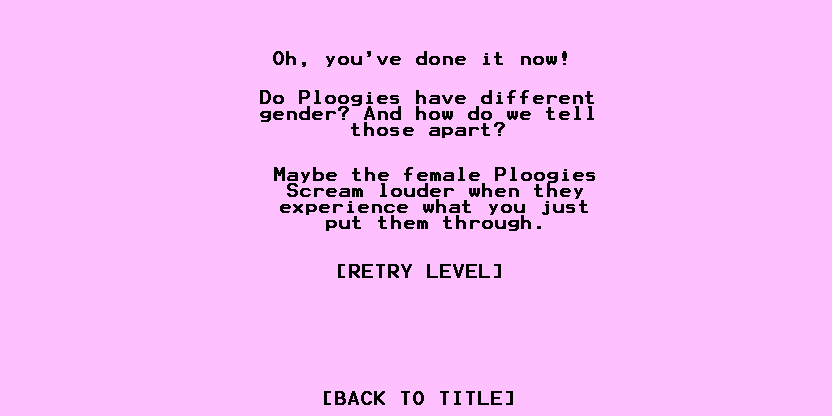 Oh, you've done it now!
Do Ploogies have different
gender? And how do we tell
those apart?
Maybe the female Ploogies
Scream louder when they
experience what you just
put them through.
[RETRY LEVEL]
[BACK TO TITLE]